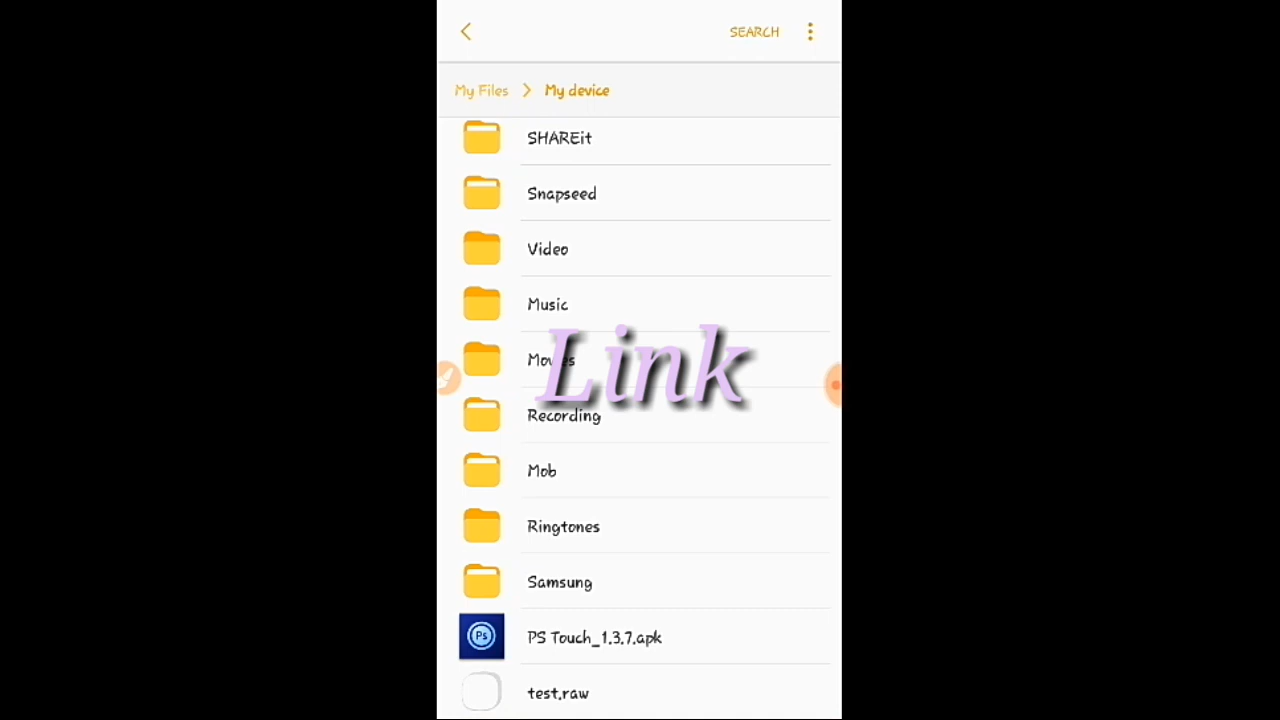 SEARCH
My Files > My device
SHAREit
Snapseed
Video
Music
Movies
Link
Recording
Mob
Ringtones
Samsung
Ps
PS Touch_1.3.7.apk
test.raw